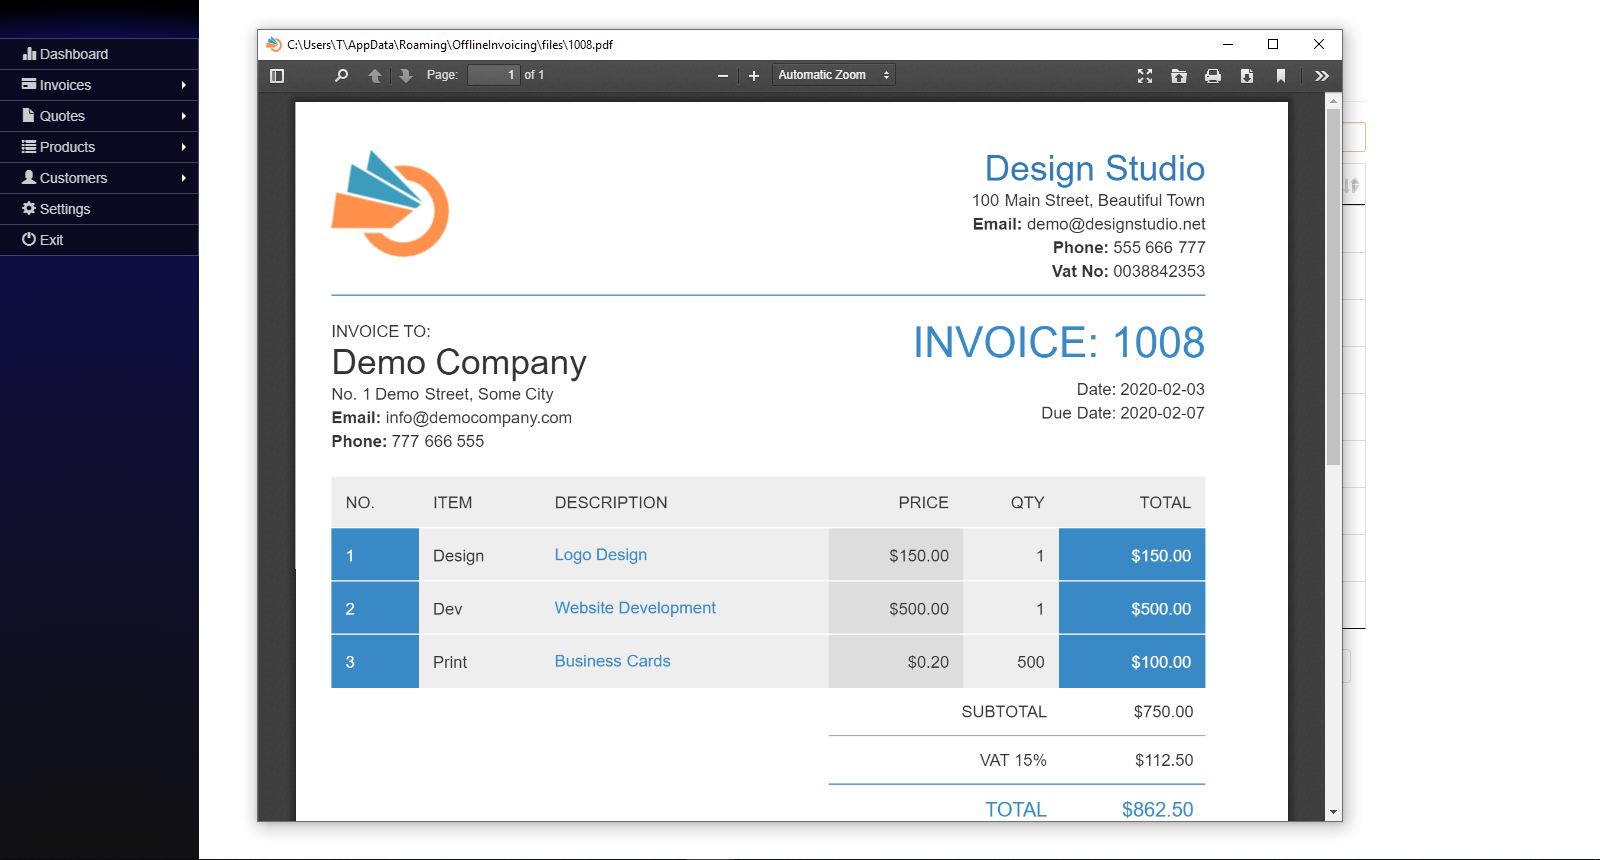 Dashboard
Invoices
Quotes
Products
Customers
Settings
Exit
C:\Users\T\AppData\Roaming\OfflineInvoicing\files\1008.pdf
Page: 1 of 1
Automatic Zoom
Design Studio
100 Main Street, Beautiful Town
Email: demo@designstudio.net
Phone: 555 666 777
Vat No: 0038842353
INVOICE TO:
Demo Company
No. 1 Demo Street, Some City
Email: info@democompany.com
Phone: 777 666 555
INVOICE: 1008
Date: 2020-02-03
Due Date: 2020-02-07
NO. ITEM DESCRIPTION PRICE QTY TOTAL
1 Design Logo Design $150.00 1 $150.00
2 Dev Website Development $500.00 1 $500.00
3 Print Business Cards $0.20 500 $100.00
SUBTOTAL $750.00
VAT 15% $112.50
TOTAL $862.50